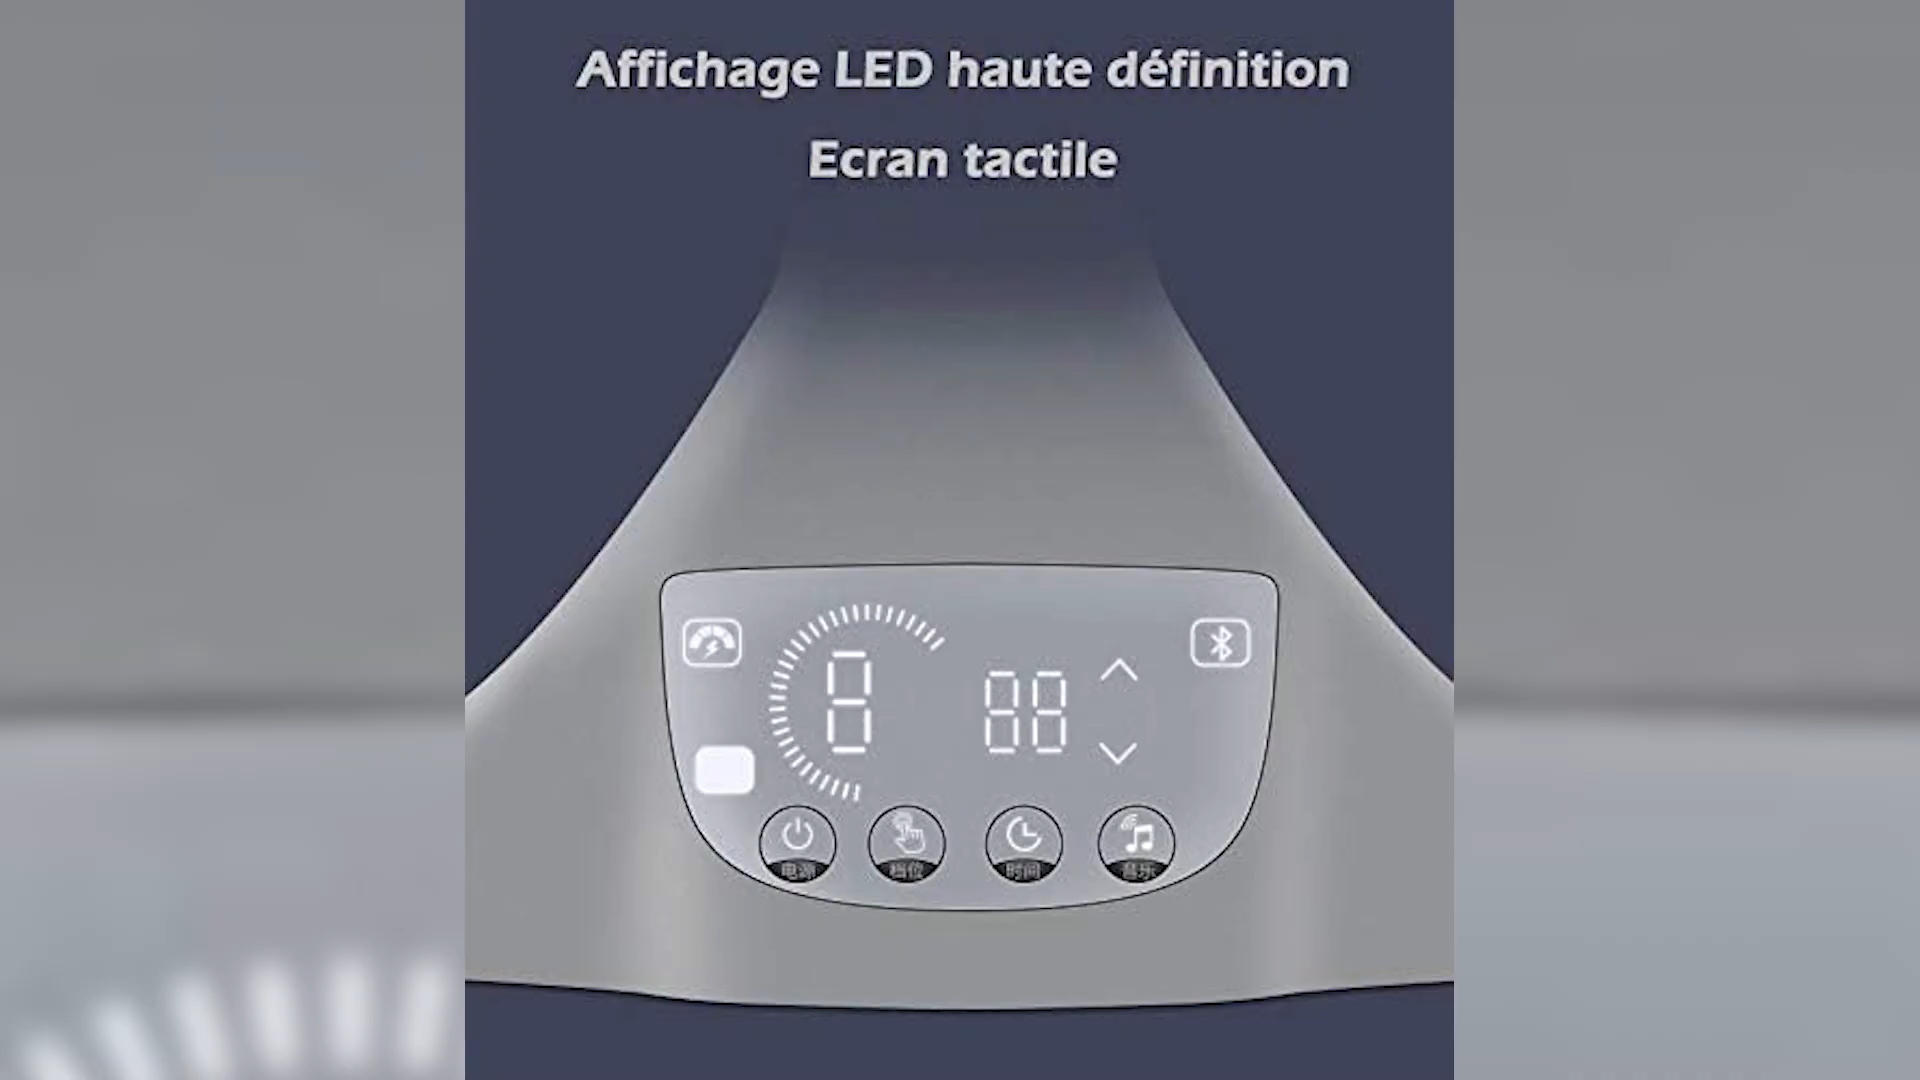 Affichage LED haute définition
Ecran tactile
8
88
电源
档位
时间
音乐